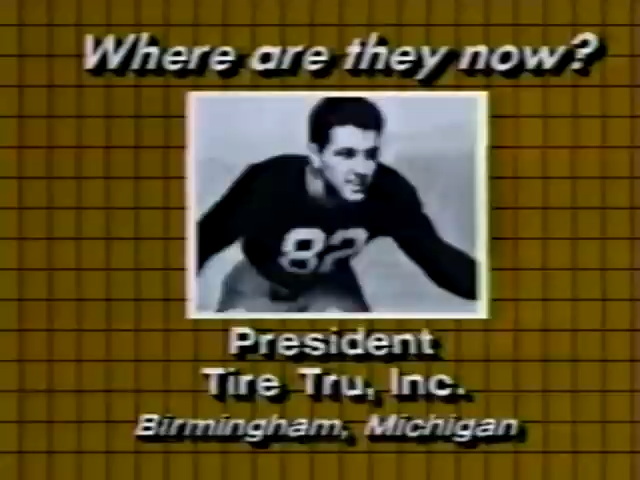 Where are they now?
82
President
Tire Tru, Inc.
Birmingham, Michigan